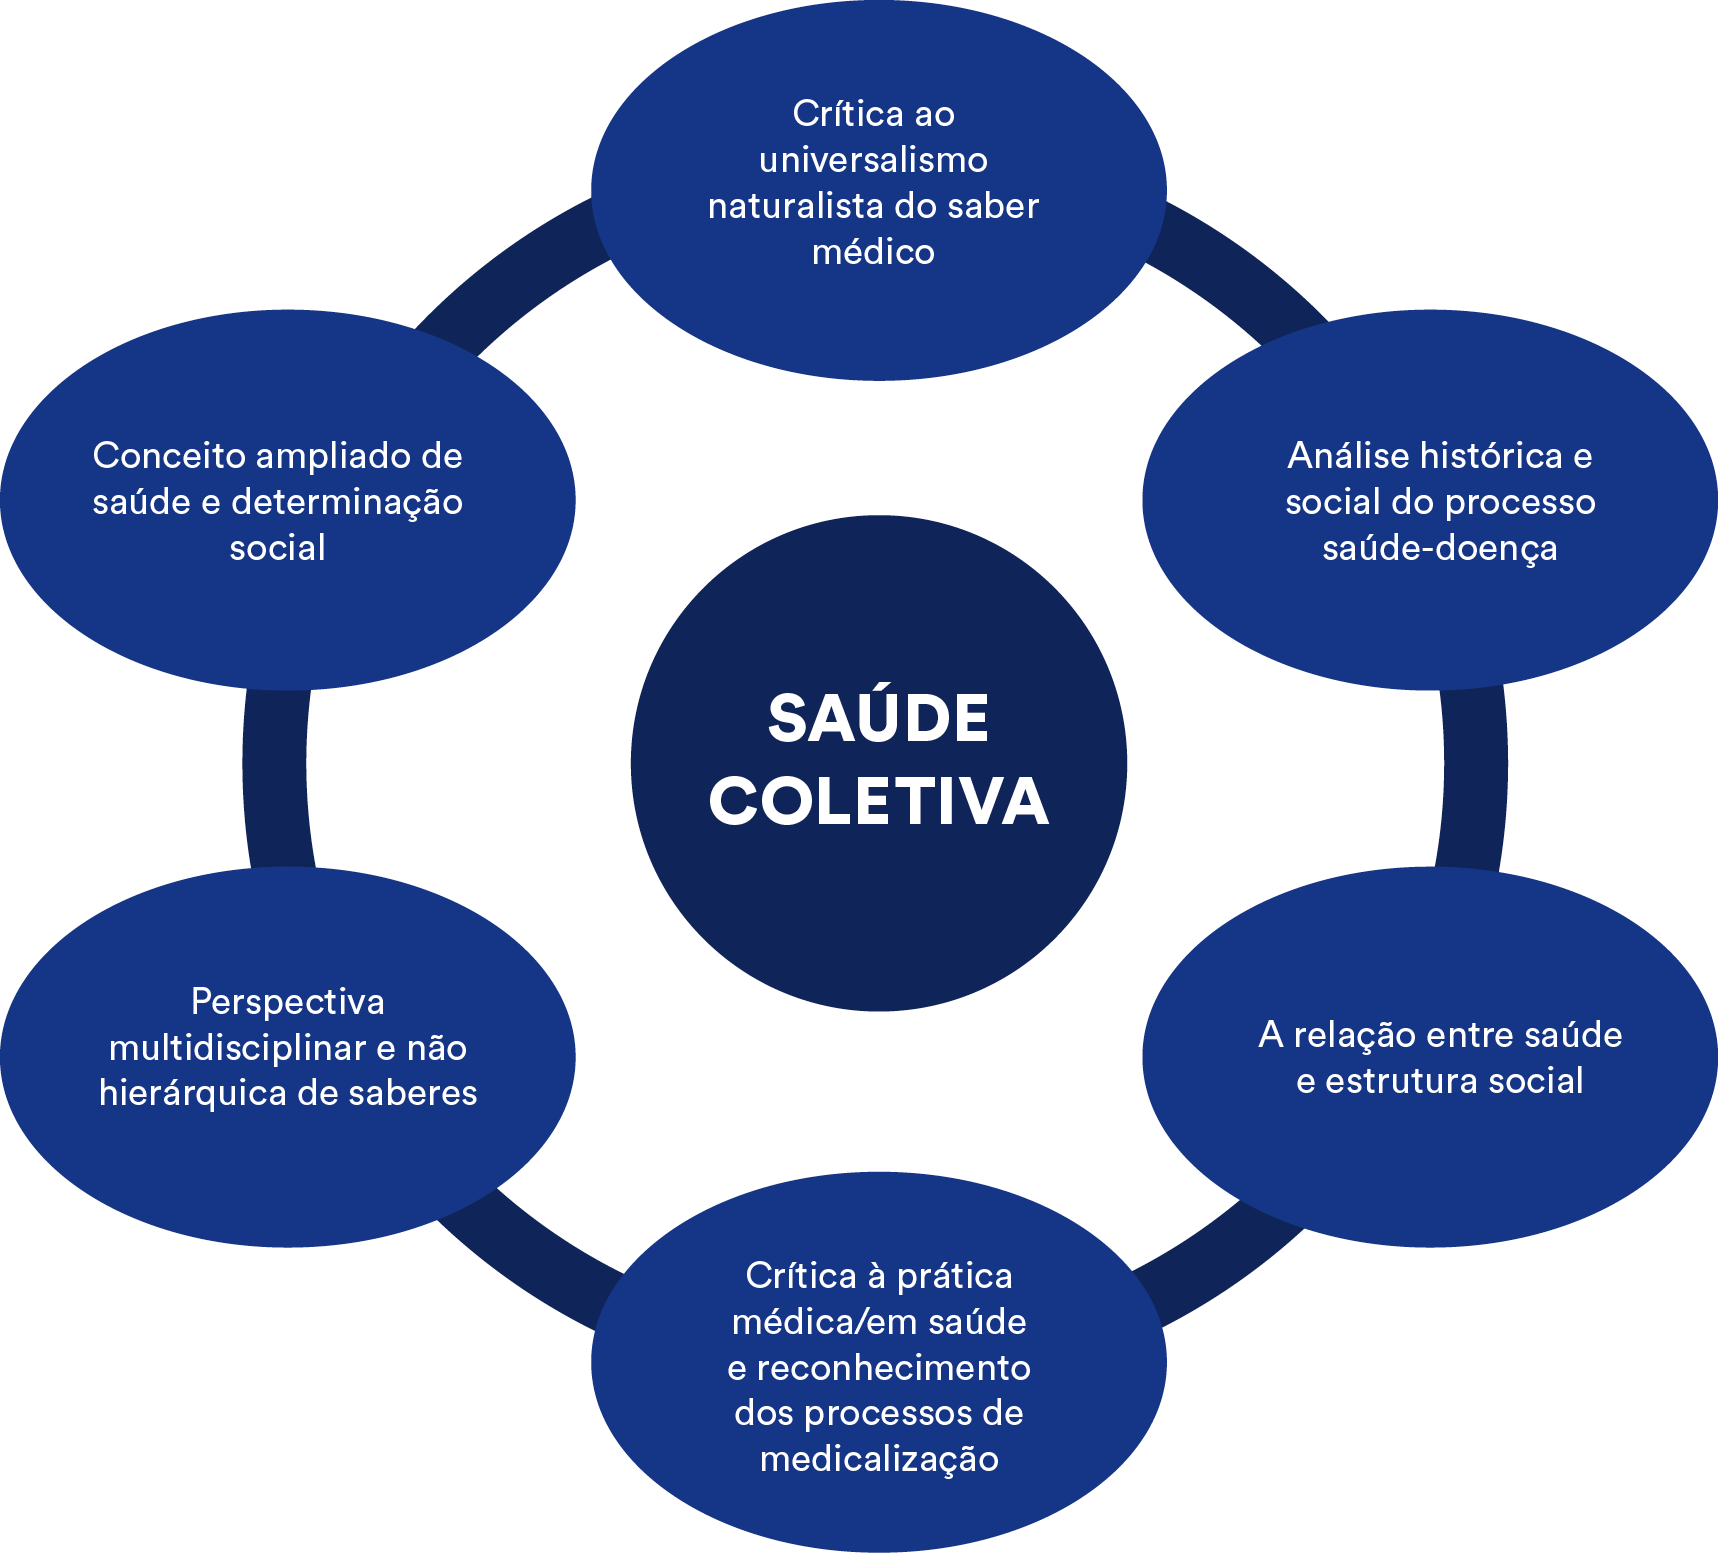 Crítica ao
universalismo
naturalista do saber
médico
Conceito ampliado de
saúde e determinação
social
Análise histórica e
social do processo
saúde-doença
SAÚDE
COLETIVA
Perspectiva
multidisciplinar e não
hierárquica de saberes
A relação entre saúde
e estrutura social
Crítica à prática
médica/em saúde
e reconhecimento
dos processos de
medicalização